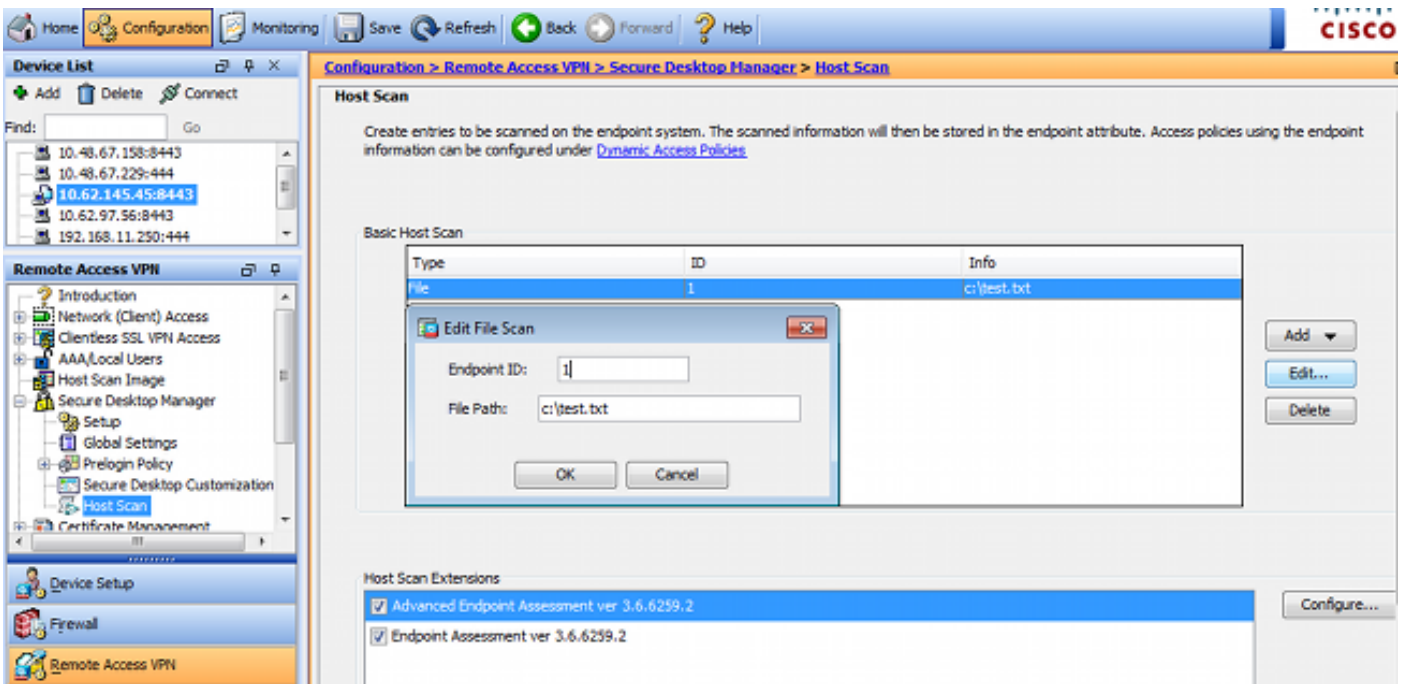 Home Configuration Monitoring Save Refresh Back Forward Help
CISCO
Device List
Add Delete Connect
Find: Go
10.48.67.158:8443
10.48.67.229:444
10.62.145.45:8443
10.62.97.56:8443
192.168.11.250:444
Remote Access VPN
Introduction
Network (Client) Access
Clientless SSL VPN Access
AAA/Local Users
Host Scan Image
Secure Desktop Manager
Setup
Global Settings
Prelogin Policy
Secure Desktop Customization
Host Scan
Certificate Management
Device Setup
Firewall
Remote Access VPN
Configuration > Remote Access VPN > Secure Desktop Manager > Host Scan
Host Scan
Create entries to be scanned on the endpoint system. The scanned information will then be stored in the endpoint attribute. Access policies using the endpoint
information can be configured under Dynamic Access Policies
Basic Host Scan
Type ID Info
File 1 c:\test.txt
Edit File Scan
Endpoint ID: 1
File Path: c:\test.txt
OK Cancel
Add
Edit...
Delete
Host Scan Extensions
Advanced Endpoint Assessment ver 3.6.6259.2
Endpoint Assessment ver 3.6.6259.2
Configure...